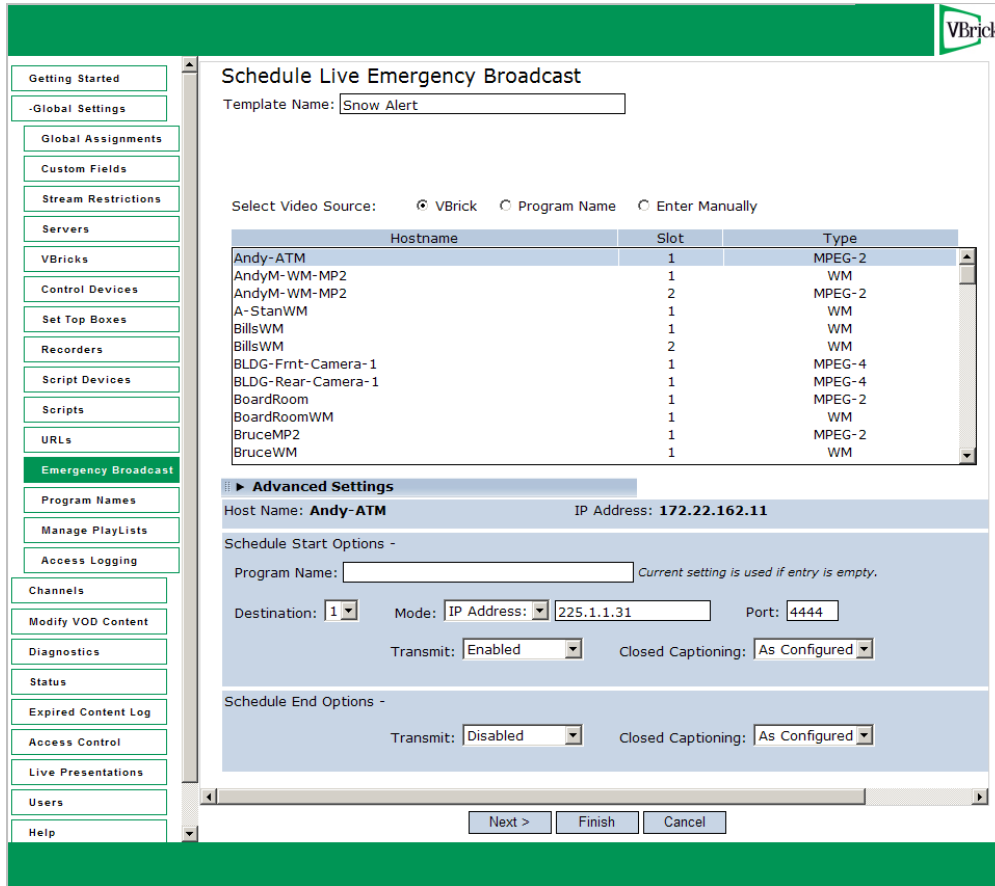 VBrick
Getting Started
-Global Settings
Global Assignments
Custom Fields
Stream Restrictions
Servers
VBricks
Control Devices
Set Top Boxes
Recorders
Script Devices
Scripts
URLs
Emergency Broadcast
Program Names
Manage PlayLists
Access Logging
Channels
Modify VOD Content
Diagnostics
Status
Expired Content Log
Access Control
Live Presentations
Users
Help
Schedule Live Emergency Broadcast
Template Name: Snow Alert
Select Video Source: VBrick Program Name Enter Manually
Hostname Slot Type
Andy-ATM 1 MPEG-2
AndyM-WM-MP2 1 WM
AndyM-WM-MP2 2 MPEG-2
A-StanWM 1 WM
BillsWM 1 WM
BillsWM 2 WM
BLDG-Frnt-Camera-1 1 MPEG-4
BLDG-Rear-Camera-1 1 MPEG-4
BoardRoom 1 MPEG-2
BoardRoomWM 1 WM
BruceMP2 1 MPEG-2
BruceWM 1 WM
Advanced Settings
Host Name: Andy-ATM IP Address: 172.22.162.11
Schedule Start Options -
Program Name: Current setting is used if entry is empty.
Destination: 1 Mode: IP Address: 225.1.1.31 Port: 4444
Transmit: Enabled Closed Captioning: As Configured
Schedule End Options -
Transmit: Disabled Closed Captioning: As Configured
Next > Finish Cancel